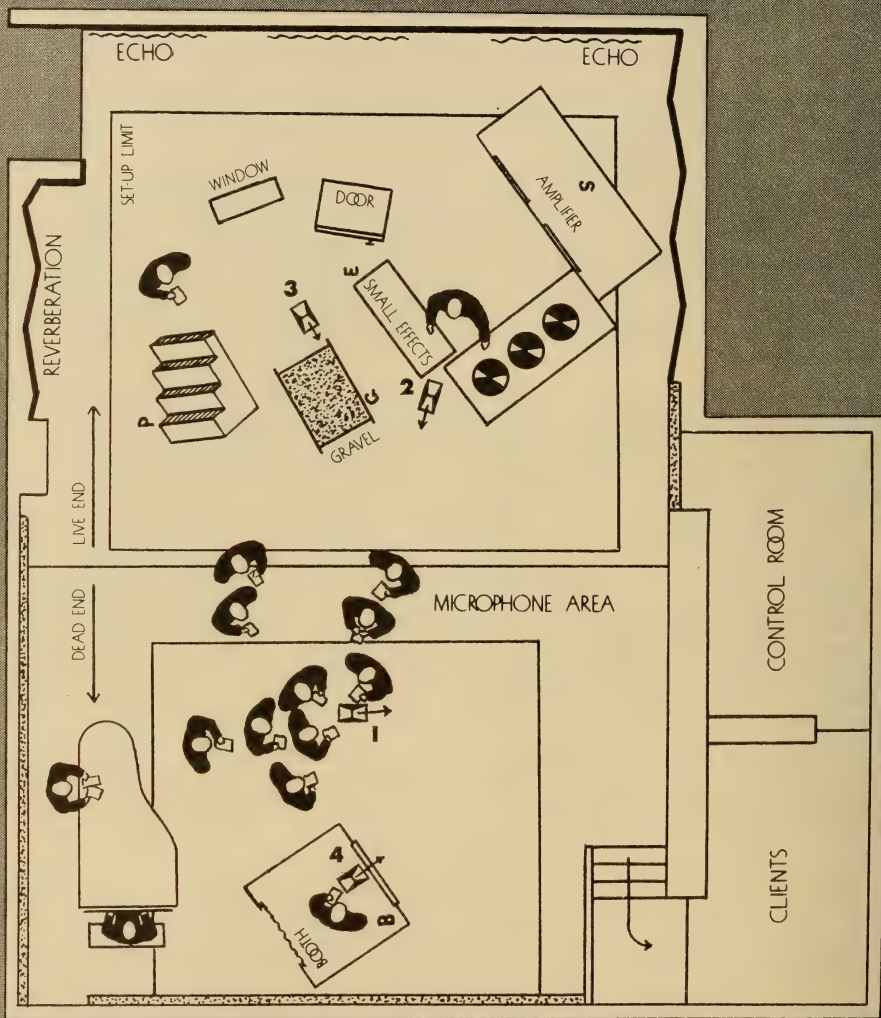 ECHO
ECHO
SET-UP LIMIT
WINDOW
DOOR
AMPLIFIER
S
REVERBERATION
E
SMALL EFFECTS
3
2
P
G
GRAVEL
LIVE END
DEAD END
MICROPHONE AREA
CONTROL ROOM
1
4
B
BOOTH
CLIENTS